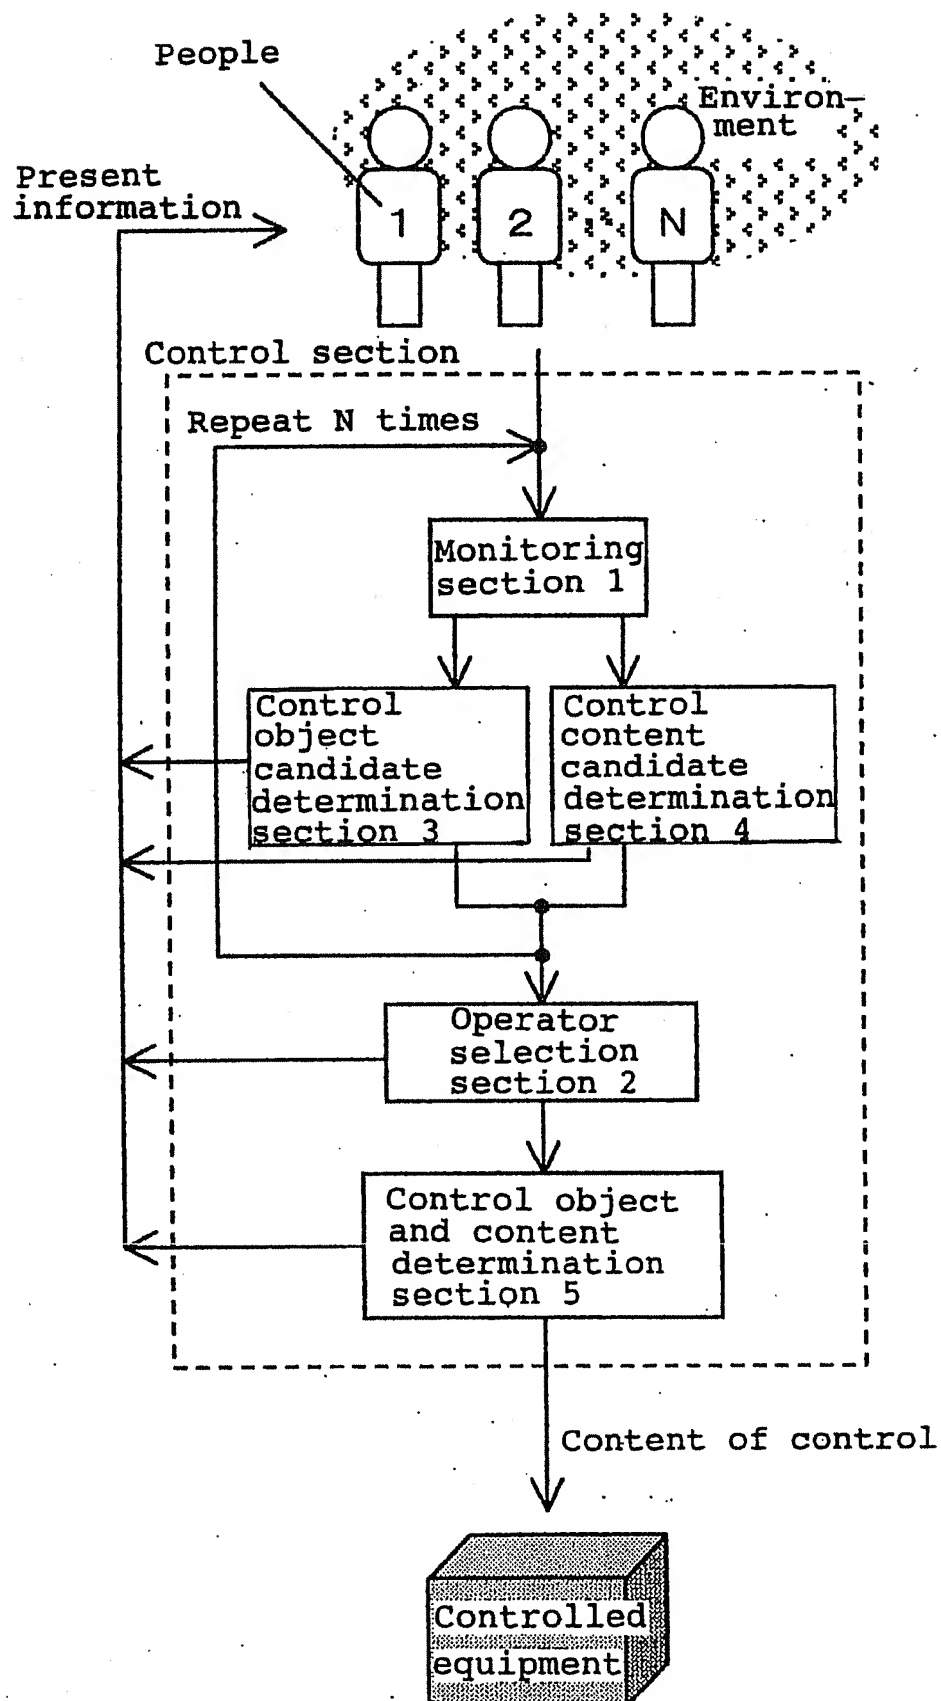 People
Environ-
ment
Present
information
1
2
N
Control section
Repeat N times
Monitoring
section 1
Control
object
candidate
determination
section 3
Control
content
candidate
determination
section 4
Operator
selection
section 2
Control object
and content
determination
section 5
Content of control
Controlled
equipment